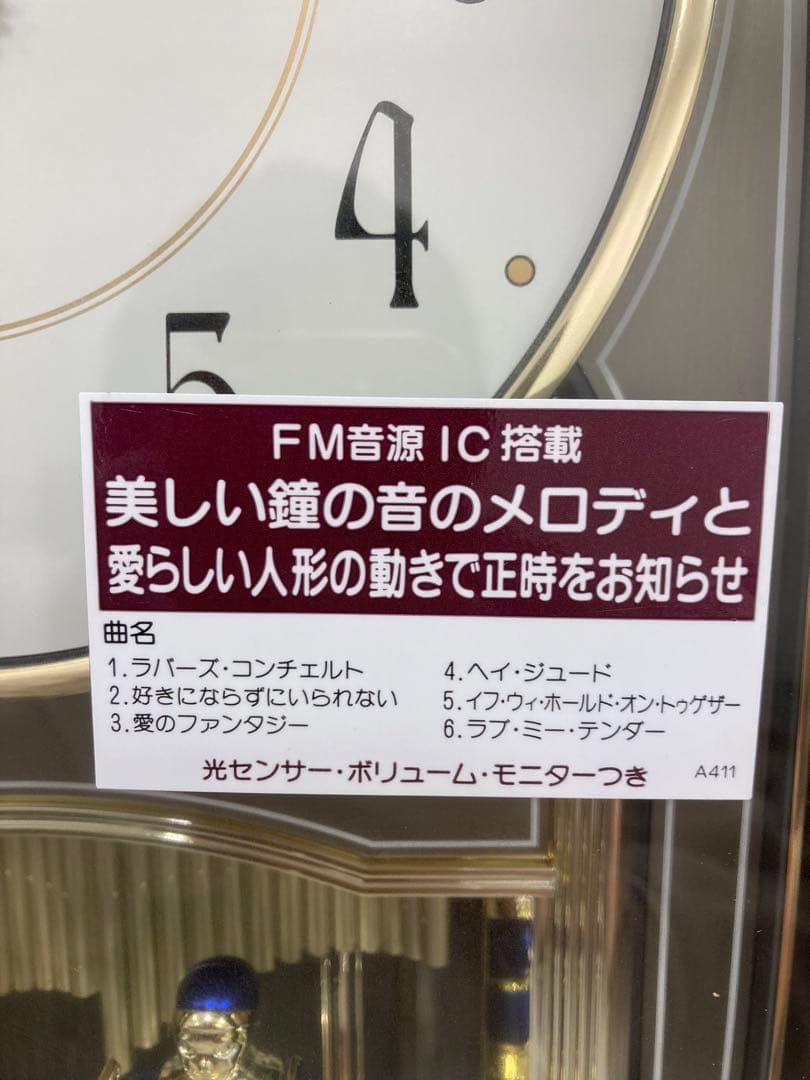 4
5
FM音源IC搭載
美しい鐘の音のメロディと
愛らしい人形の動きで正時をお知らせ
曲名
1.ラバーズ・コンチェルト
2.好きにならずにいられない
3.愛のファンタジー
4.ヘイ・ジュード
5.イフ・ウィ・ホールド・オン・トゥゲザー
6.ラブ・ミー・テンダー
光センサー・ボリューム・モニターつき
A411